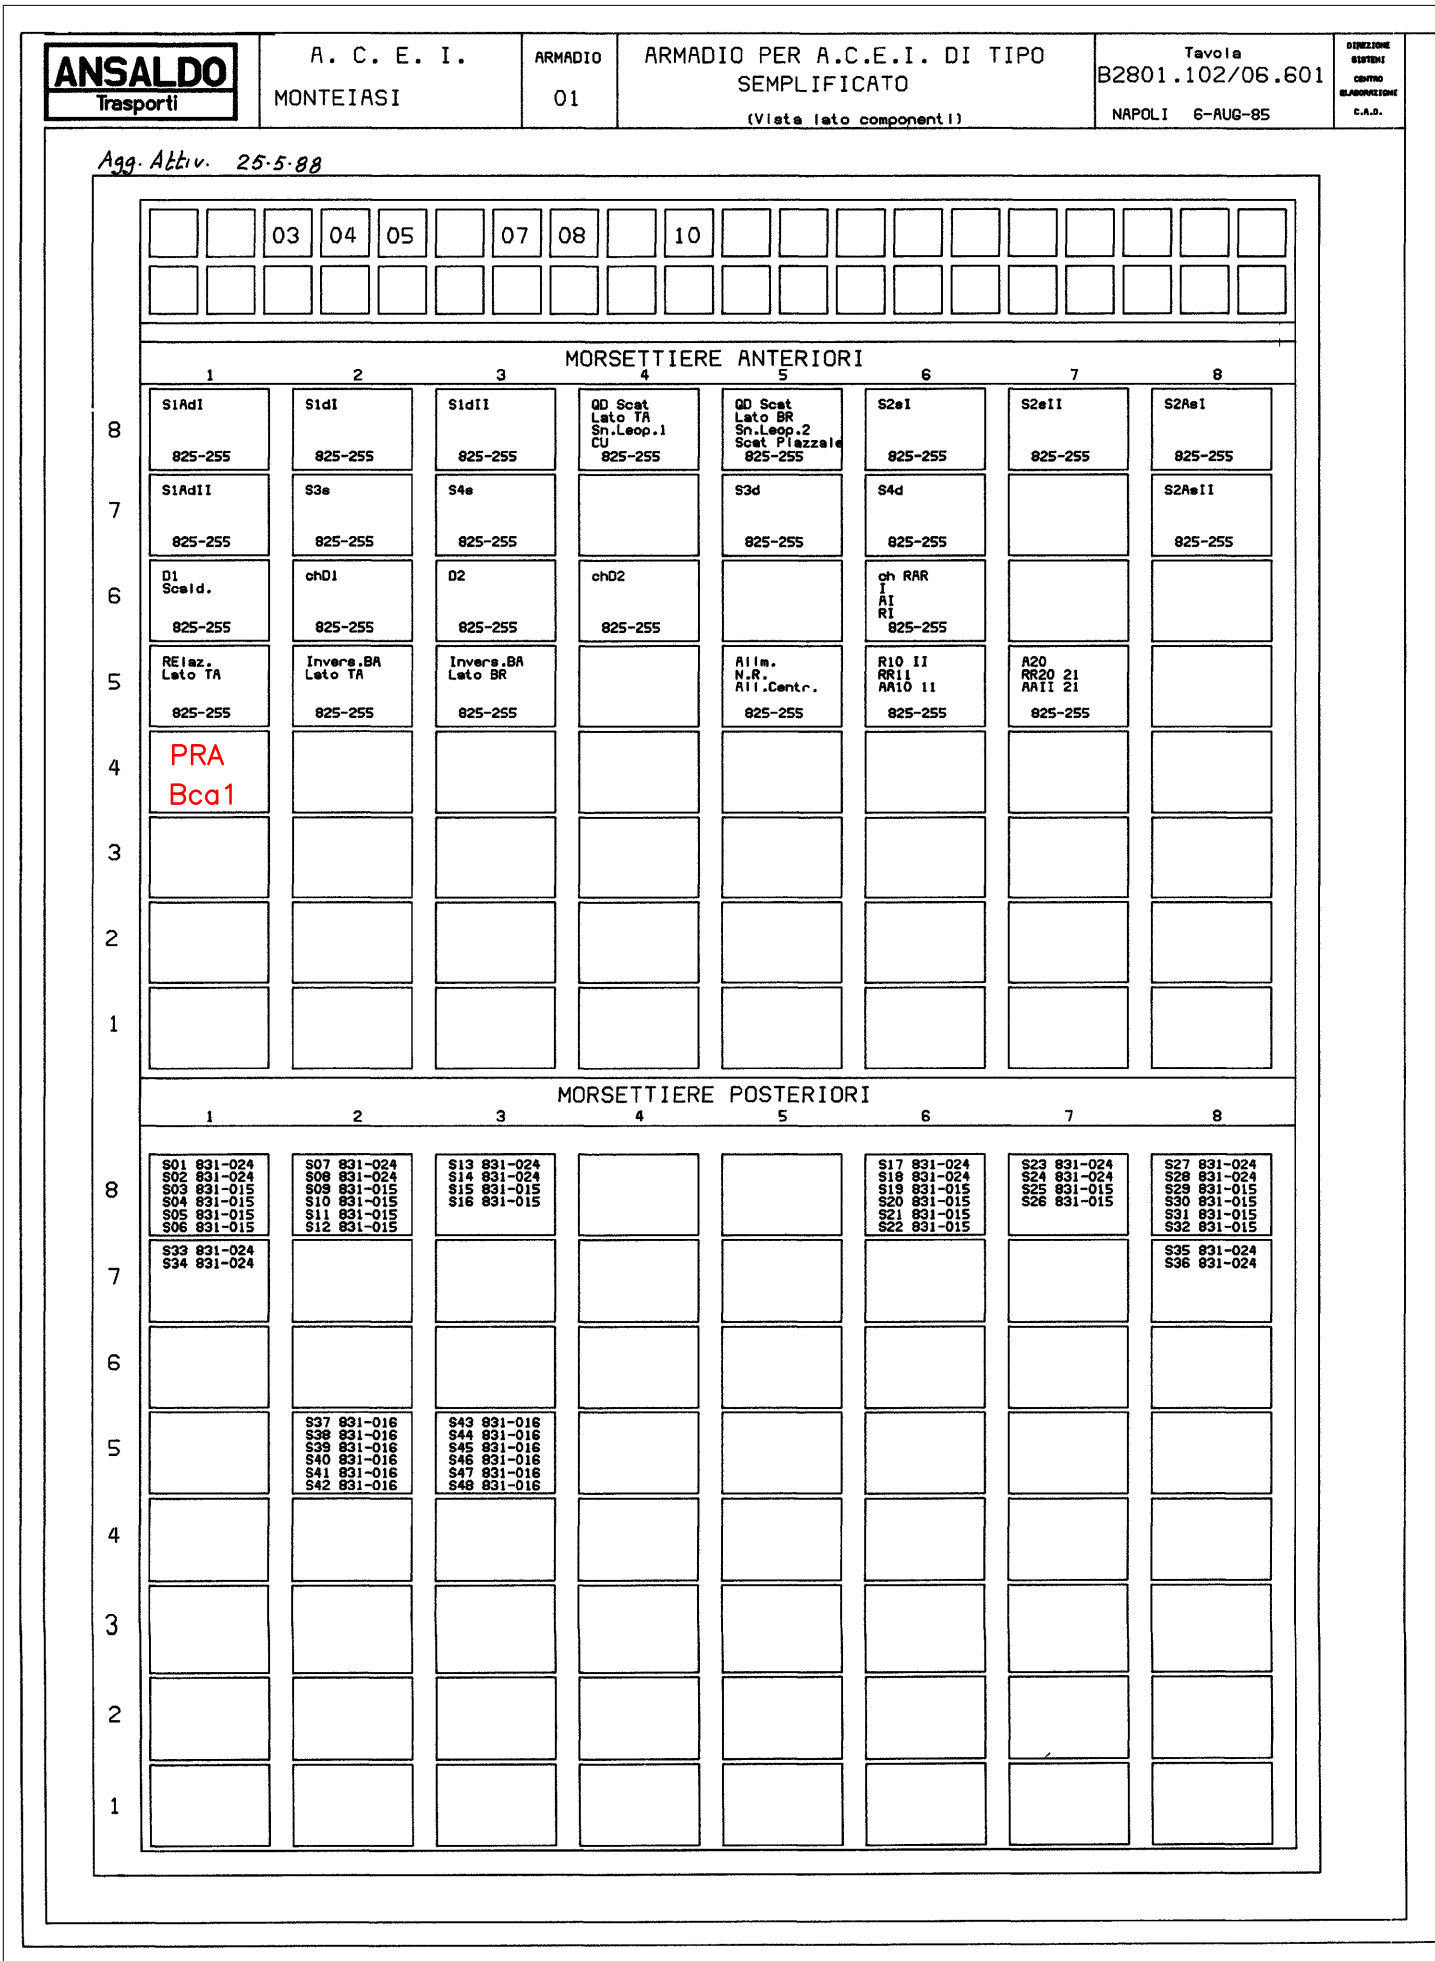 ANSALDO
Trasporti
A. C. E. I.
MONTEIASI
ARMADIO
01
ARMADIO PER A.C.E.I. DI TIPO
SEMPLIFICATO
(Vista lato componenti)
Tavola
B2801.102/06.601
NAPOLI 6-AUG-85
DIREZIONE
SISTEMI
CENTRO
ELABORAZIONE
C.A.D.
Agg. Attiv. 25.5.88
03 04 05 07 08 10
MORSETTIERE ANTERIORI
1 2 3 4 5 6 7 8
8
S1AdI
825-255
S1dI
825-255
S1dII
825-255
QD Scat
Lato TA
Sn.Leop.1
CU
825-255
QD Scat
Lato BR
Sn.Leop.2
Scat Piazzale
825-255
S2sI
825-255
S2sII
825-255
S2AsI
825-255
7
S1AdII
825-255
S3s
825-255
S4s
825-255
S3d
825-255
S4d
825-255
S2AsII
825-255
6
D1
Scald.
825-255
chD1
825-255
D2
825-255
chD2
825-255
ch RAR
I
AI
RI
825-255
5
RElaz.
Lato TA
825-255
Invers.BA
Lato TA
825-255
Invers.BA
Lato BR
825-255
Alim.
N.R.
All.Centr.
825-255
R10 II
RR11
AA10 11
825-255
A20
RR20 21
AAII 21
825-255
4
PRA
Bca1
3
2
1
MORSETTIERE POSTERIORI
1 2 3 4 5 6 7 8
8
S01 831-024
S02 831-024
S03 831-015
S04 831-015
S05 831-015
S06 831-015
S07 831-024
S08 831-024
S09 831-015
S10 831-015
S11 831-015
S12 831-015
S13 831-024
S14 831-024
S15 831-015
S16 831-015
S17 831-024
S18 831-024
S19 831-015
S20 831-015
S21 831-015
S22 831-015
S23 831-024
S24 831-024
S25 831-015
S26 831-015
S27 831-024
S28 831-024
S29 831-015
S30 831-015
S31 831-015
S32 831-015
7
S33 831-024
S34 831-024
S35 831-024
S36 831-024
6
5
S37 831-016
S38 831-016
S39 831-016
S40 831-016
S41 831-016
S42 831-016
S43 831-016
S44 831-016
S45 831-016
S46 831-016
S47 831-016
S48 831-016
4
3
2
1